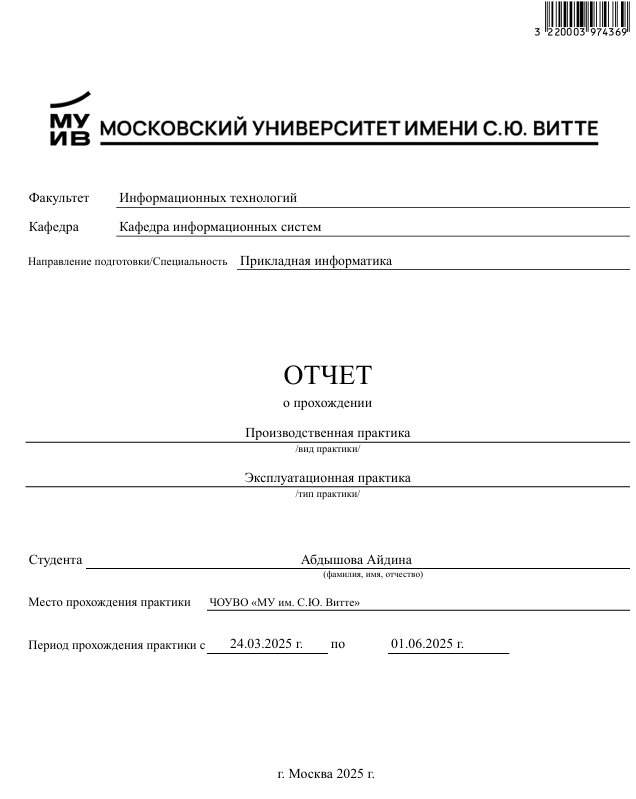 3 220003 974369
МУ ИВ МОСКОВСКИЙ УНИВЕРСИТЕТ ИМЕНИ С.Ю. ВИТТЕ
Факультет Информационных технологий
Кафедра Кафедра информационных систем
Направление подготовки/Специальность Прикладная информатика
ОТЧЕТ
о прохождении
Производственная практика
/вид практики/
Эксплуатационная практика
/тип практики/
Студента Абдышова Айдина
(фамилия, имя, отчество)
Место прохождения практики ЧОУВО «МУ им. С.Ю. Витте»
Период прохождения практики с 24.03.2025 г. по 01.06.2025 г.
г. Москва 2025 г.